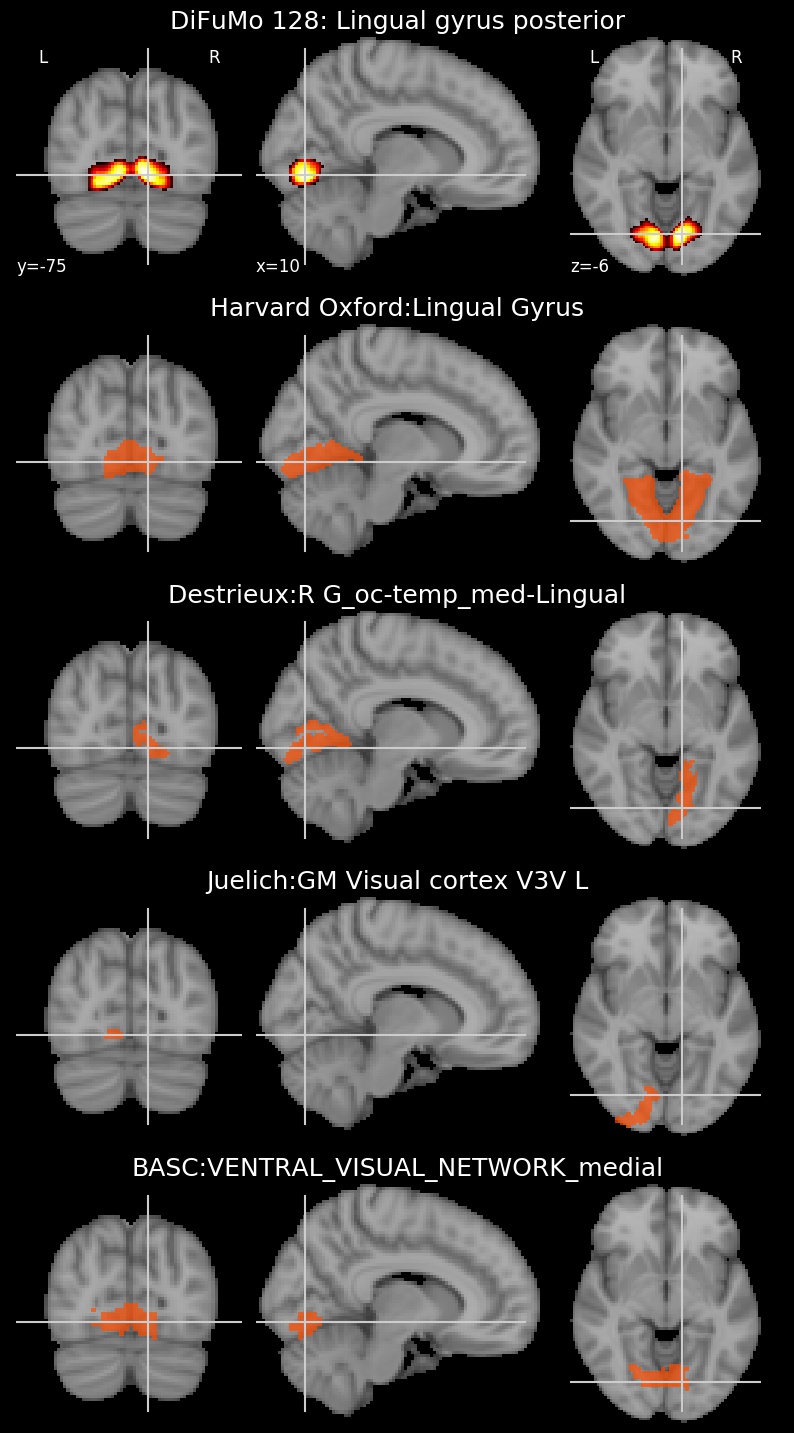 DiFuMo 128: Lingual gyrus posterior
L R L R
y=-75 x=10 z=-6
Harvard Oxford:Lingual Gyrus
Destrieux:R G_oc-temp_med-Lingual
Juelich:GM Visual cortex V3V L
BASC:VENTRAL_VISUAL_NETWORK_medial